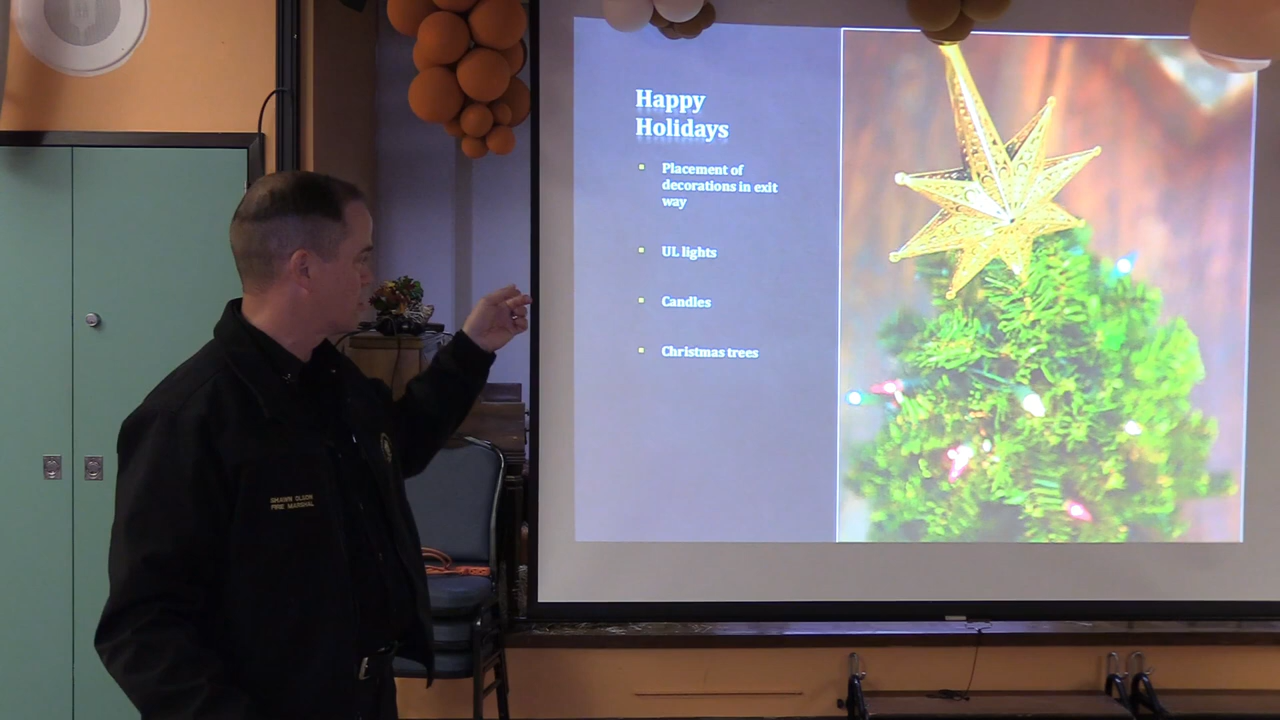 Happy
Holidays
Placement of
decorations in exit
way
UL lights
Candles
Christmas trees
SHAWN OLSON
FIRE MARSHAL